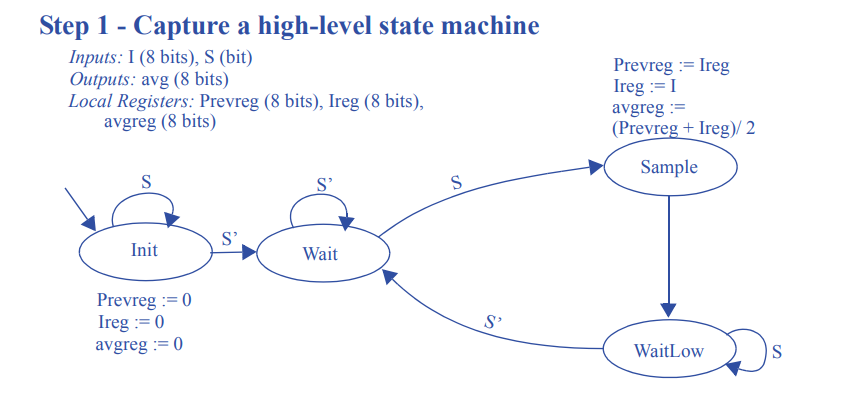 Step 1 - Capture a high-level state machine
Inputs: I (8 bits), S (bit)
Outputs: avg (8 bits)
Local Registers: Prevreg (8 bits), Ireg (8 bits),
avgreg (8 bits)
Prevreg := Ireg
Ireg := I
avgreg :=
(Prevreg + Ireg)/ 2
Sample
S
S’
S
Init
S’
Wait
Prevreg := 0
Ireg := 0
avgreg := 0
S’
WaitLow
S